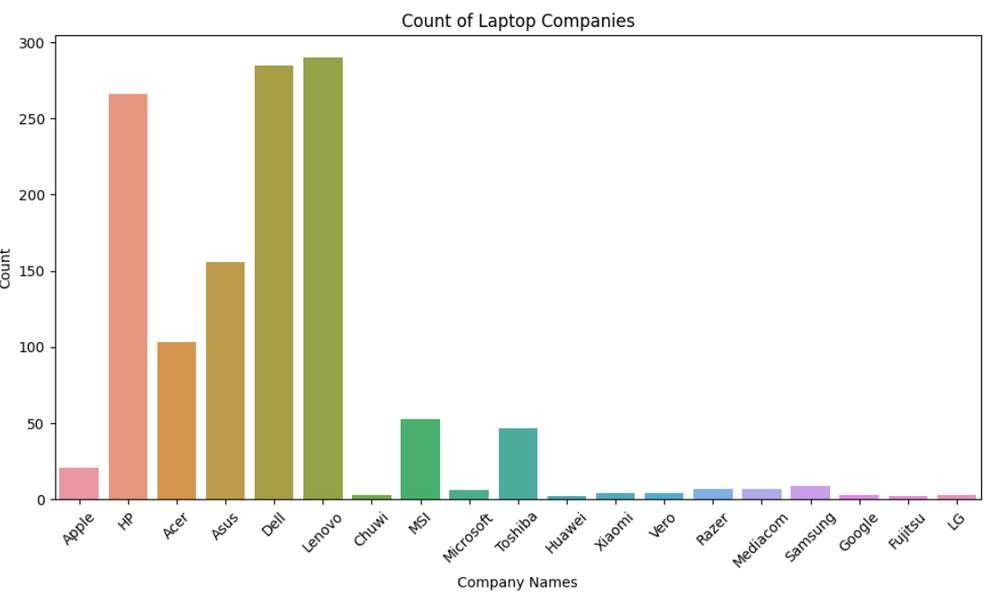 Count of Laptop Companies
300
250
200
150
100
50
0
Count
Apple
HP
Acer
Asus
Dell
Lenovo
Chuwi
MSI
Microsoft
Toshiba
Huawei
Xiaomi
Vero
Razer
Mediacom
Samsung
Google
Fujitsu
LG
Company Names